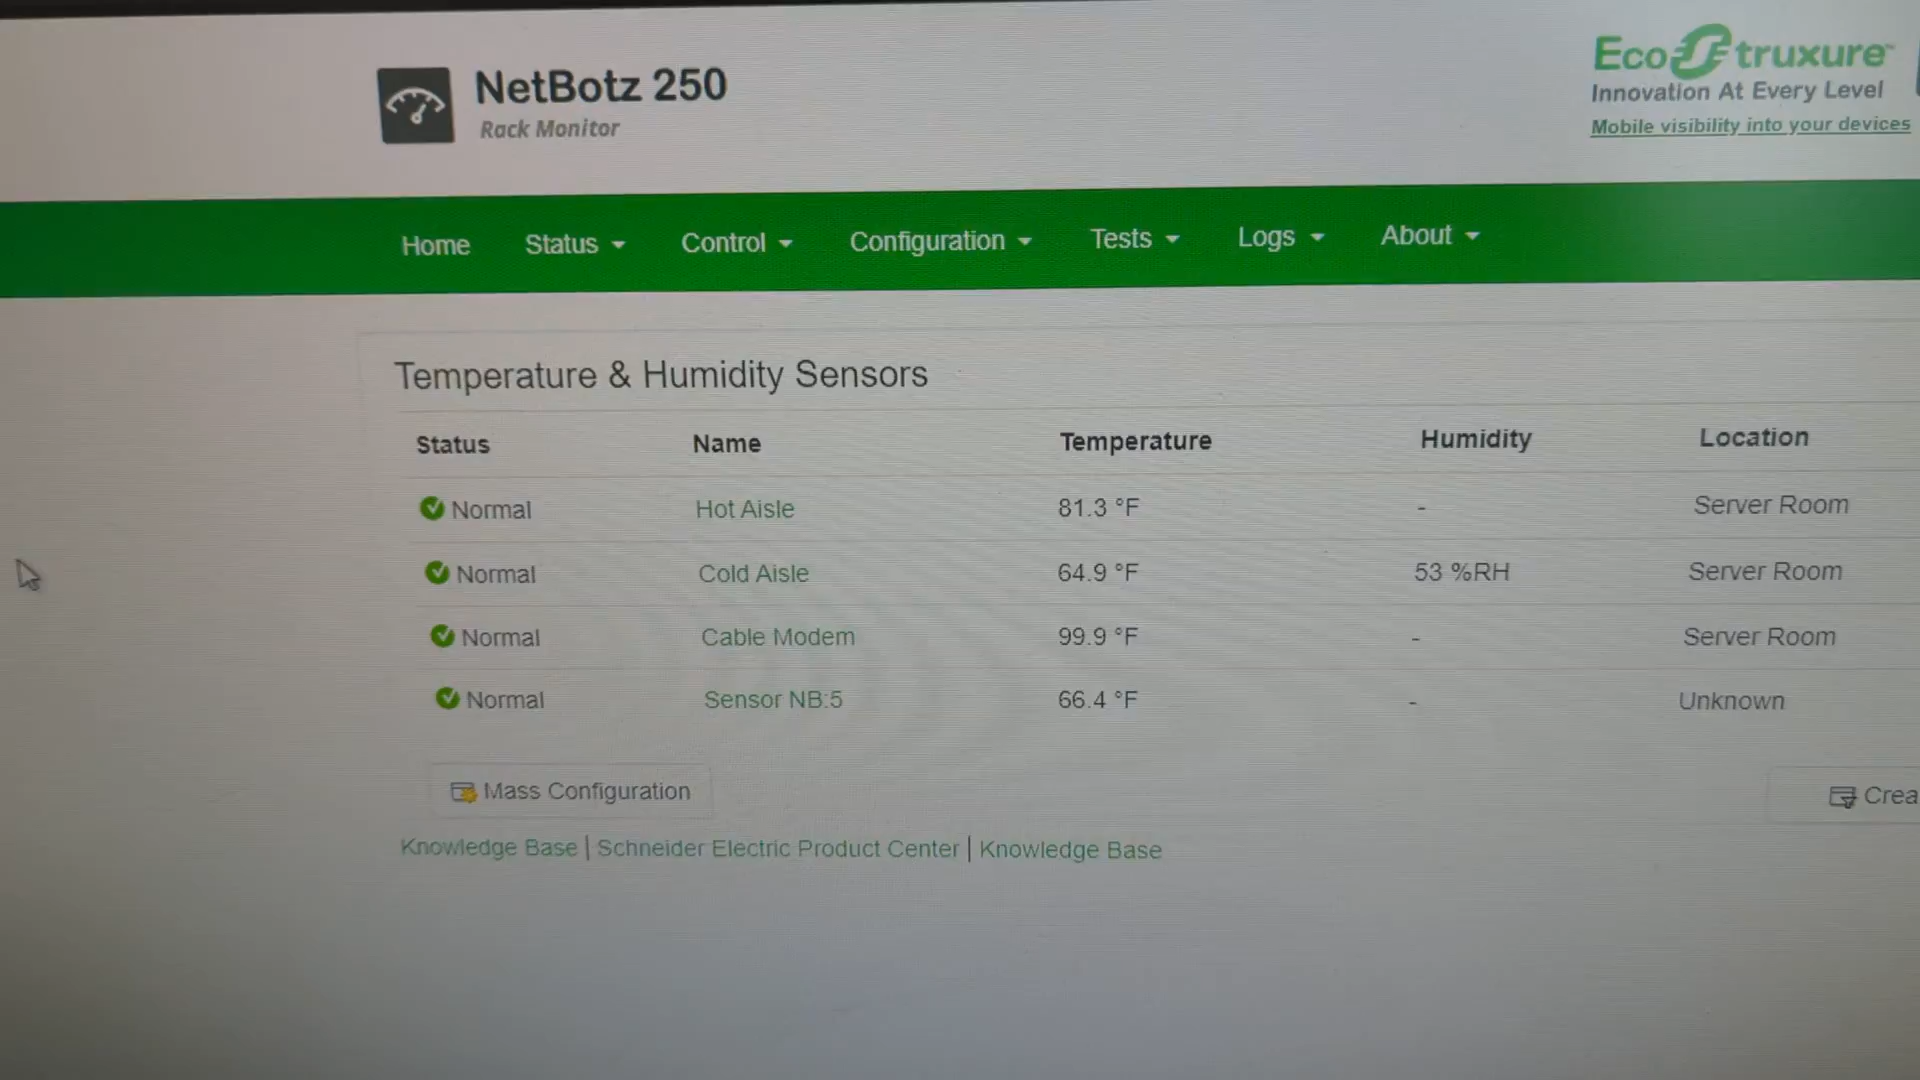 NetBotz 250
Rack Monitor
EcoStruxure™
Innovation At Every Level
Mobile visibility into your devices
Home Status Control Configuration Tests Logs About
Temperature & Humidity Sensors
Status Name Temperature Humidity Location
Normal Hot Aisle 81.3 °F - Server Room
Normal Cold Aisle 64.9 °F 53 %RH Server Room
Normal Cable Modem 99.9 °F - Server Room
Normal Sensor NB:5 66.4 °F - Unknown
Mass Configuration Crea
Knowledge Base | Schneider Electric Product Center | Knowledge Base